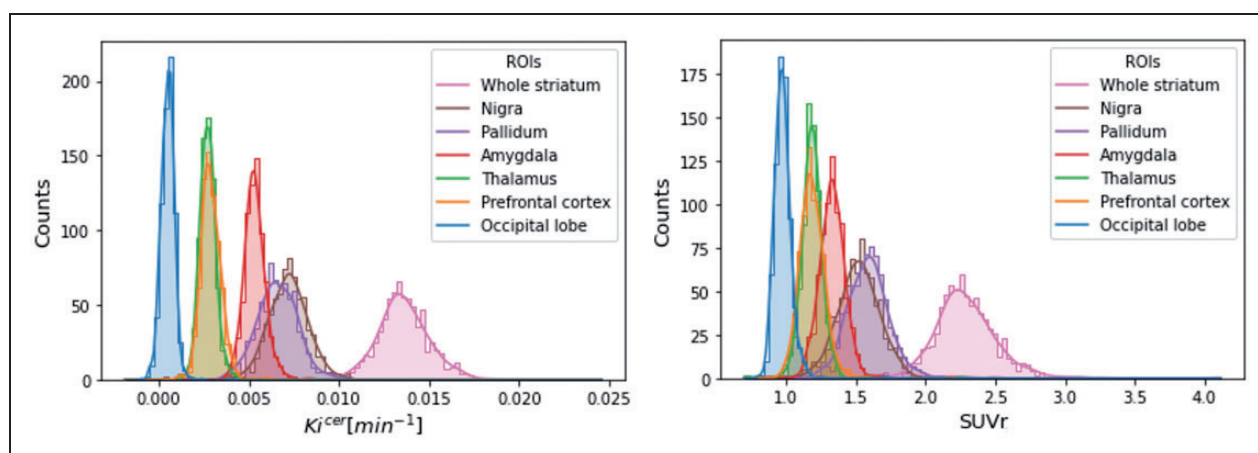 200
150
100
50
0
Counts
0.000 0.005 0.010 0.015 0.020 0.025
Ki^cer[min^−1]
ROIs
Whole striatum
Nigra
Pallidum
Amygdala
Thalamus
Prefrontal cortex
Occipital lobe
175
150
125
100
75
50
25
0
Counts
1.0 1.5 2.0 2.5 3.0 3.5 4.0
SUVr
ROIs
Whole striatum
Nigra
Pallidum
Amygdala
Thalamus
Prefrontal cortex
Occipital lobe